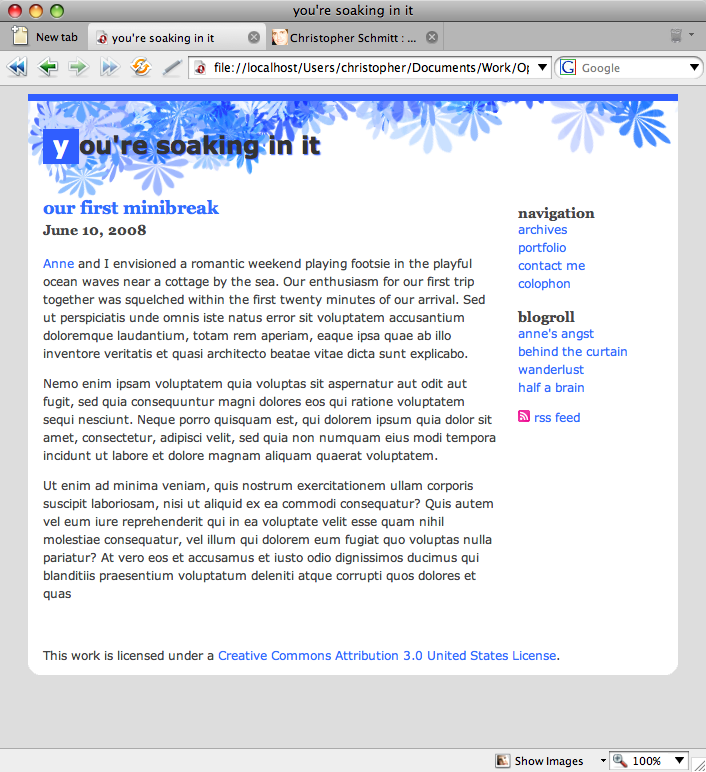 you're soaking in it
New tab
you're soaking in it
Christopher Schmitt : ...
file://localhost/Users/christopher/Documents/Work/Op
Google
you're soaking in it
our first minibreak
June 10, 2008
Anne and I envisioned a romantic weekend playing footsie in the playful
ocean waves near a cottage by the sea. Our enthusiasm for our first trip
together was squelched within the first twenty minutes of our arrival. Sed
ut perspiciatis unde omnis iste natus error sit voluptatem accusantium
doloremque laudantium, totam rem aperiam, eaque ipsa quae ab illo
inventore veritatis et quasi architecto beatae vitae dicta sunt explicabo.
Nemo enim ipsam voluptatem quia voluptas sit aspernatur aut odit aut
fugit, sed quia consequuntur magni dolores eos qui ratione voluptatem
sequi nesciunt. Neque porro quisquam est, qui dolorem ipsum quia dolor sit
amet, consectetur, adipisci velit, sed quia non numquam eius modi tempora
incidunt ut labore et dolore magnam aliquam quaerat voluptatem.
Ut enim ad minima veniam, quis nostrum exercitationem ullam corporis
suscipit laboriosam, nisi ut aliquid ex ea commodi consequatur? Quis autem
vel eum iure reprehenderit qui in ea voluptate velit esse quam nihil
molestiae consequatur, vel illum qui dolorem eum fugiat quo voluptas nulla
pariatur? At vero eos et accusamus et iusto odio dignissimos ducimus qui
blanditiis praesentium voluptatum deleniti atque corrupti quos dolores et
quas
navigation
archives
portfolio
contact me
colophon
blogroll
anne's angst
behind the curtain
wanderlust
half a brain
rss feed
This work is licensed under a Creative Commons Attribution 3.0 United States License.
Show Images
100%